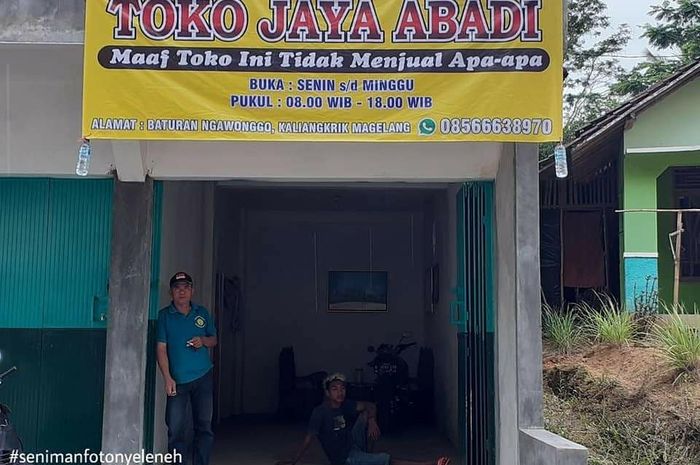 TOKO JAYA ABADI
Maaf Toko Ini Tidak Menjual Apa-apa
BUKA : SENIN s/d MINGGU
PUKUL : 08.00 WIB - 18.00 WIB
ALAMAT : BATURAN NGAWONGGO, KALIANGKRIK MAGELANG 08566638970
#senimanfotonyeleneh